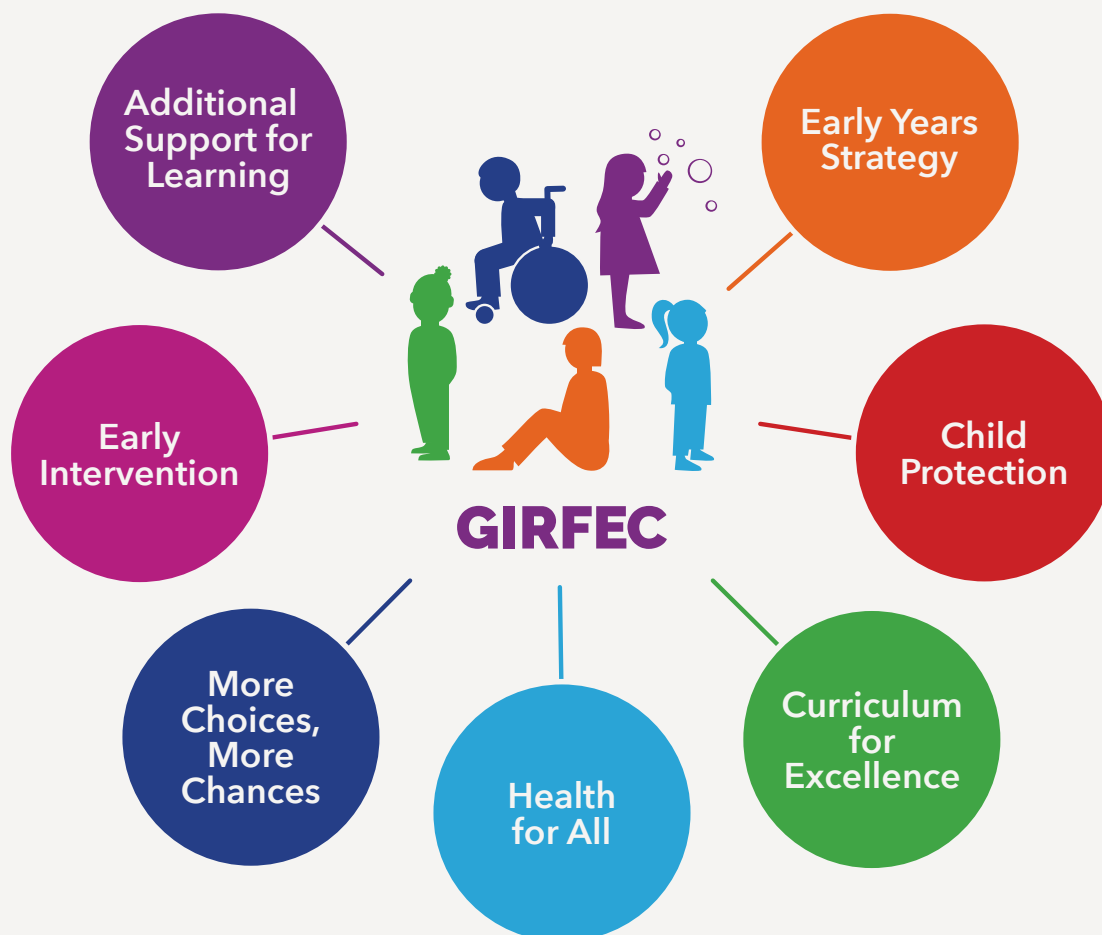 Additional
Support for
Learning
Early Years
Strategy
Early
Intervention
Child
Protection
GIRFEC
More
Choices,
More
Chances
Health
for All
Curriculum
for
Excellence